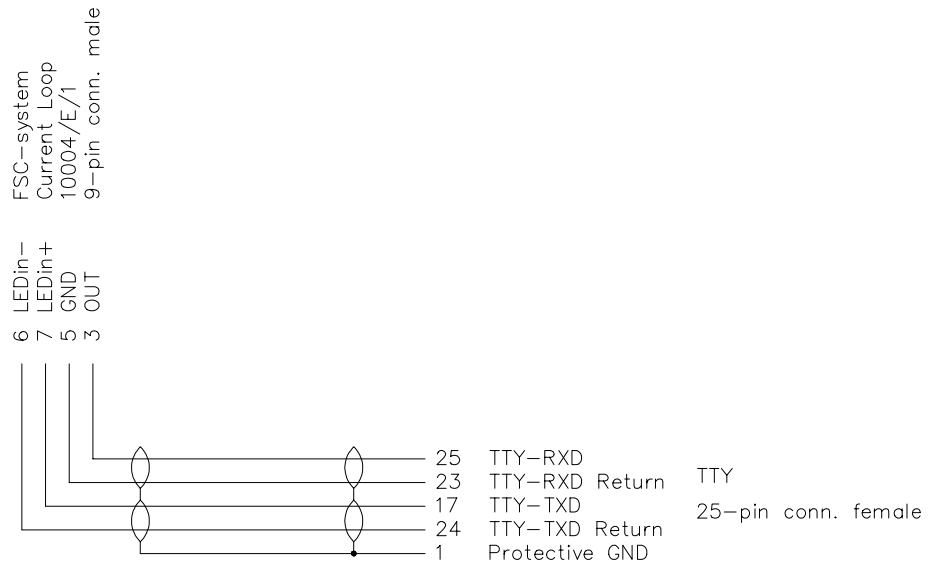 FSC-system
Current Loop
10004/E/1
9-pin conn. male
6 LEDin-
7 LEDin+
5 GND
3 OUT
25 TTY-RXD
23 TTY-RXD Return
17 TTY-TXD
24 TTY-TXD Return
1 Protective GND
TTY
25-pin conn. female